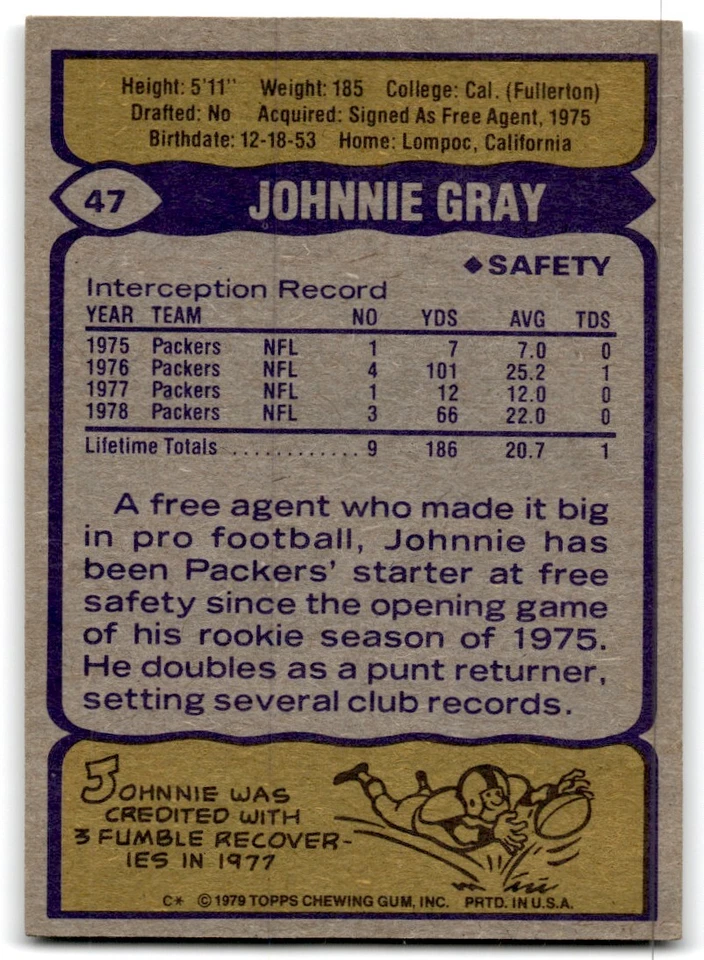 Height: 5'11" Weight: 185 College: Cal. (Fullerton)
Drafted: No Acquired: Signed As Free Agent, 1975
Birthdate: 12-18-53 Home: Lompoc, California
47 JOHNNIE GRAY
◆SAFETY
Interception Record
YEAR TEAM NO YDS AVG TDS
1975 Packers NFL 1 7 7.0 0
1976 Packers NFL 4 101 25.2 1
1977 Packers NFL 1 12 12.0 0
1978 Packers NFL 3 66 22.0 0
Lifetime Totals ............ 9 186 20.7 1
A free agent who made it big
in pro football, Johnnie has
been Packers' starter at free
safety since the opening game
of his rookie season of 1975.
He doubles as a punt returner,
setting several club records.
JOHNNIE WAS
CREDITED WITH
3 FUMBLE RECOVER-
IES IN 1977
C* ©1979 TOPPS CHEWING GUM, INC. PRTD. IN U.S.A.